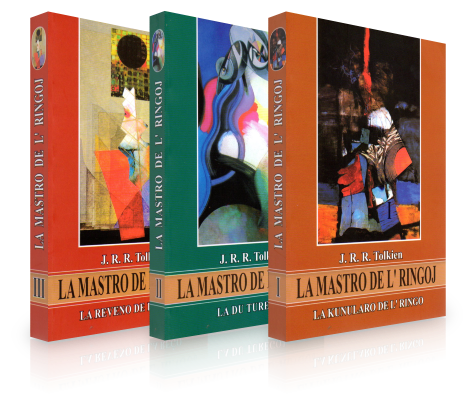 LA MASTRO DE L' RINGOJ
III
J. R. R. Tol
LA MASTRO DE
LA REVENO DE
LA MASTRO DE L' RINGOJ
II
J. R. R. Tolk
LA MASTRO DE
LA DU TURE
LA MASTRO DE L' RINGOJ
I
J. R. R. Tolkien
LA MASTRO DE L' RINGOJ
LA KUNULARO DE L' RINGO